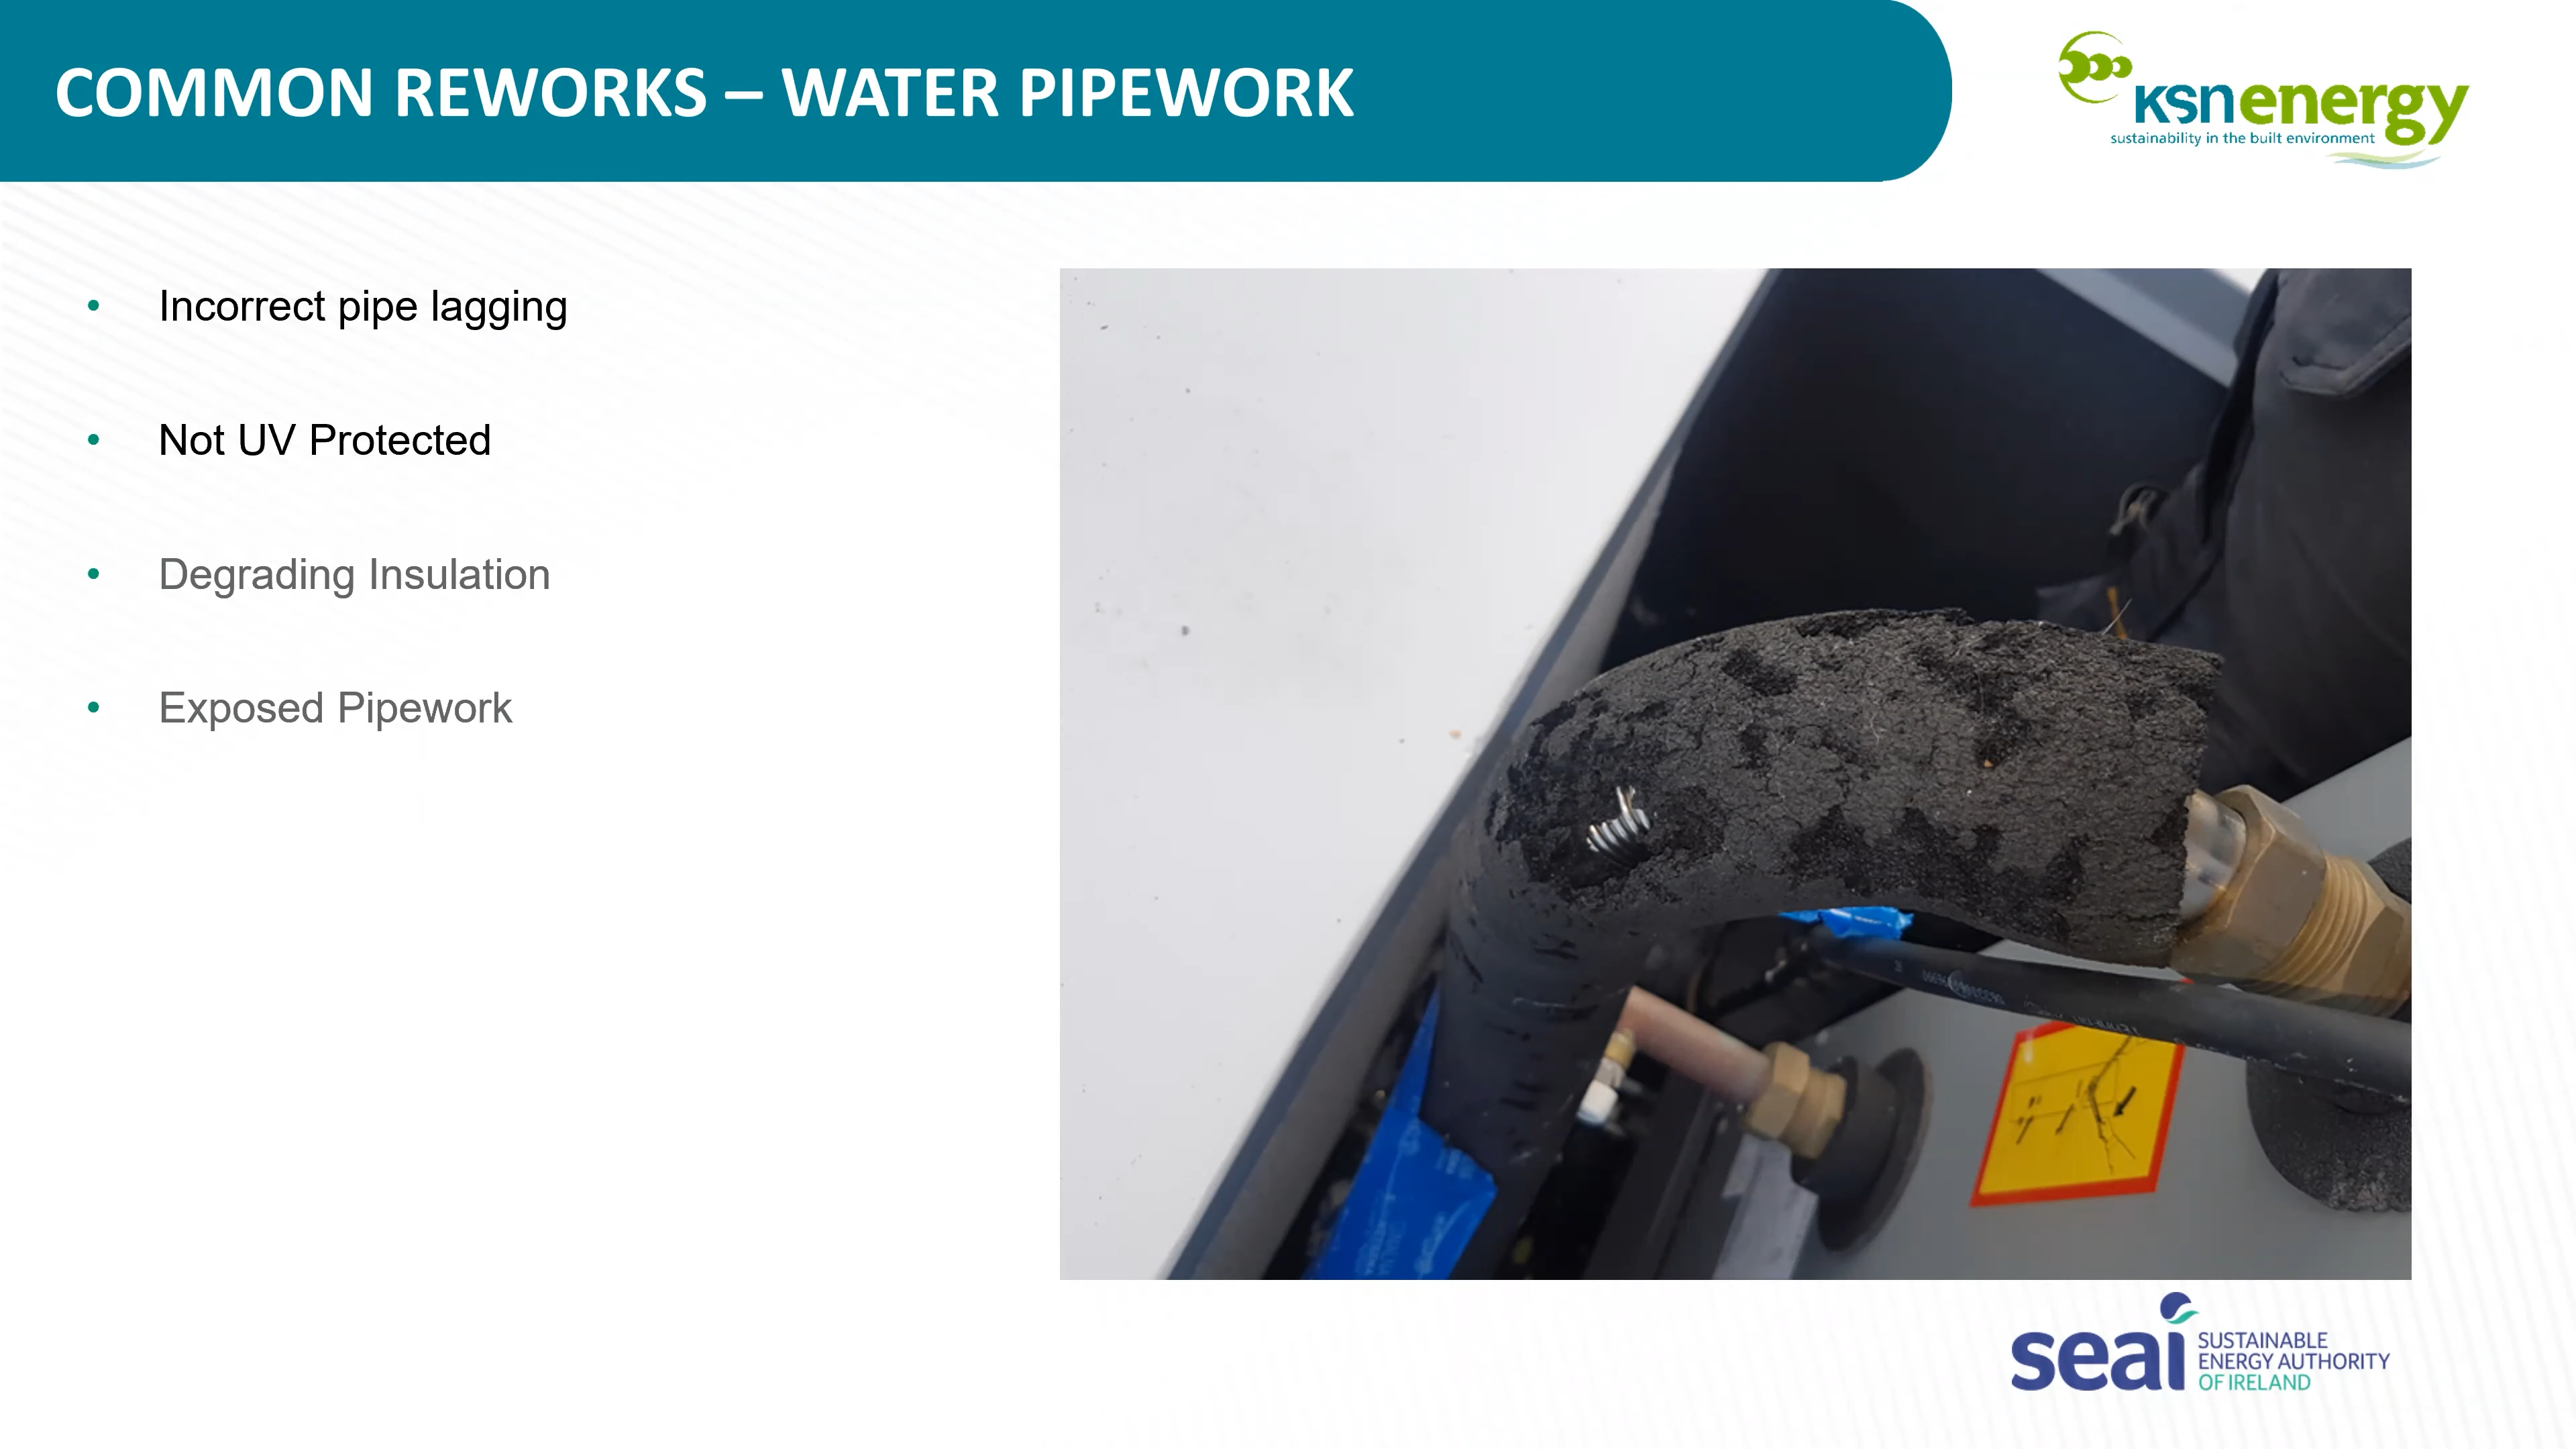 COMMON REWORKS – WATER PIPEWORK
ksnenergy
sustainability in the built environment
• Incorrect pipe lagging
• Not UV Protected
• Degrading Insulation
• Exposed Pipework
seai SUSTAINABLE
ENERGY AUTHORITY
OF IRELAND